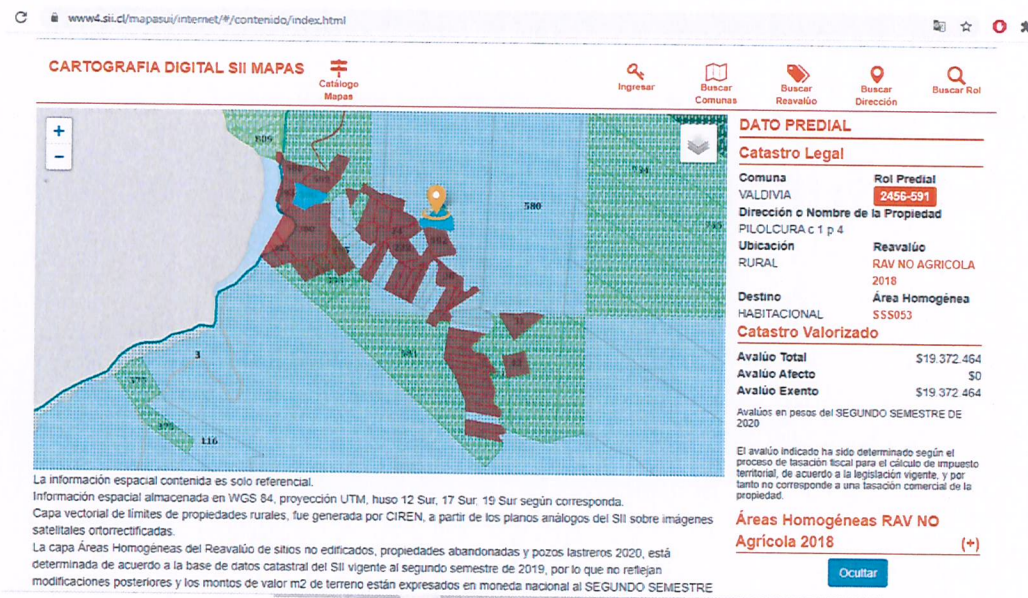 www4.sii.cl/mapasui/internet/#/contenido/index.html
CARTOGRAFIA DIGITAL SII MAPAS
Catálogo
Mapas
Ingresar
Buscar
Comunas
Buscar
Reavalúo
Buscar
Dirección
Buscar Rol
+
−
609
580
3
375
116
DATO PREDIAL
Catastro Legal
Comuna
Rol Predial
VALDIVIA
2456-591
Dirección o Nombre de la Propiedad
PILOLCURA c 1 p 4
Ubicación
Reavalúo
RURAL
RAV NO AGRICOLA
2018
Destino
Área Homogénea
HABITACIONAL
SSS053
Catastro Valorizado
Avalúo Total
$19.372.464
Avalúo Afecto
$0
Avalúo Exento
$19.372.464
Avalúos en pesos del SEGUNDO SEMESTRE DE
2020
El avalúo indicado ha sido determinado según el
proceso de tasación fiscal para el cálculo de impuesto
territorial, de acuerdo a la legislación vigente, y por
tanto no corresponde a una tasación comercial de la
propiedad.
Áreas Homogéneas RAV NO
Agrícola 2018
(+)
Ocultar
La información espacial contenida es solo referencial.
Información espacial almacenada en WGS 84, proyección UTM, huso 12 Sur, 17 Sur, 19 Sur según corresponda.
Capa vectorial de límites de propiedades rurales, fue generada por CIREN, a partir de los planos análogos del SII sobre imágenes
satelitales ortorrectificadas.
La capa Áreas Homogéneas del Reavalúo de sitios no edificados, propiedades abandonadas y pozos lastreros 2020, está
determinada de acuerdo a la base de datos catastral del SII vigente al segundo semestre de 2019, por lo que no reflejan
modificaciones posteriores y los montos de valor m2 de terreno están expresados en moneda nacional al SEGUNDO SEMESTRE